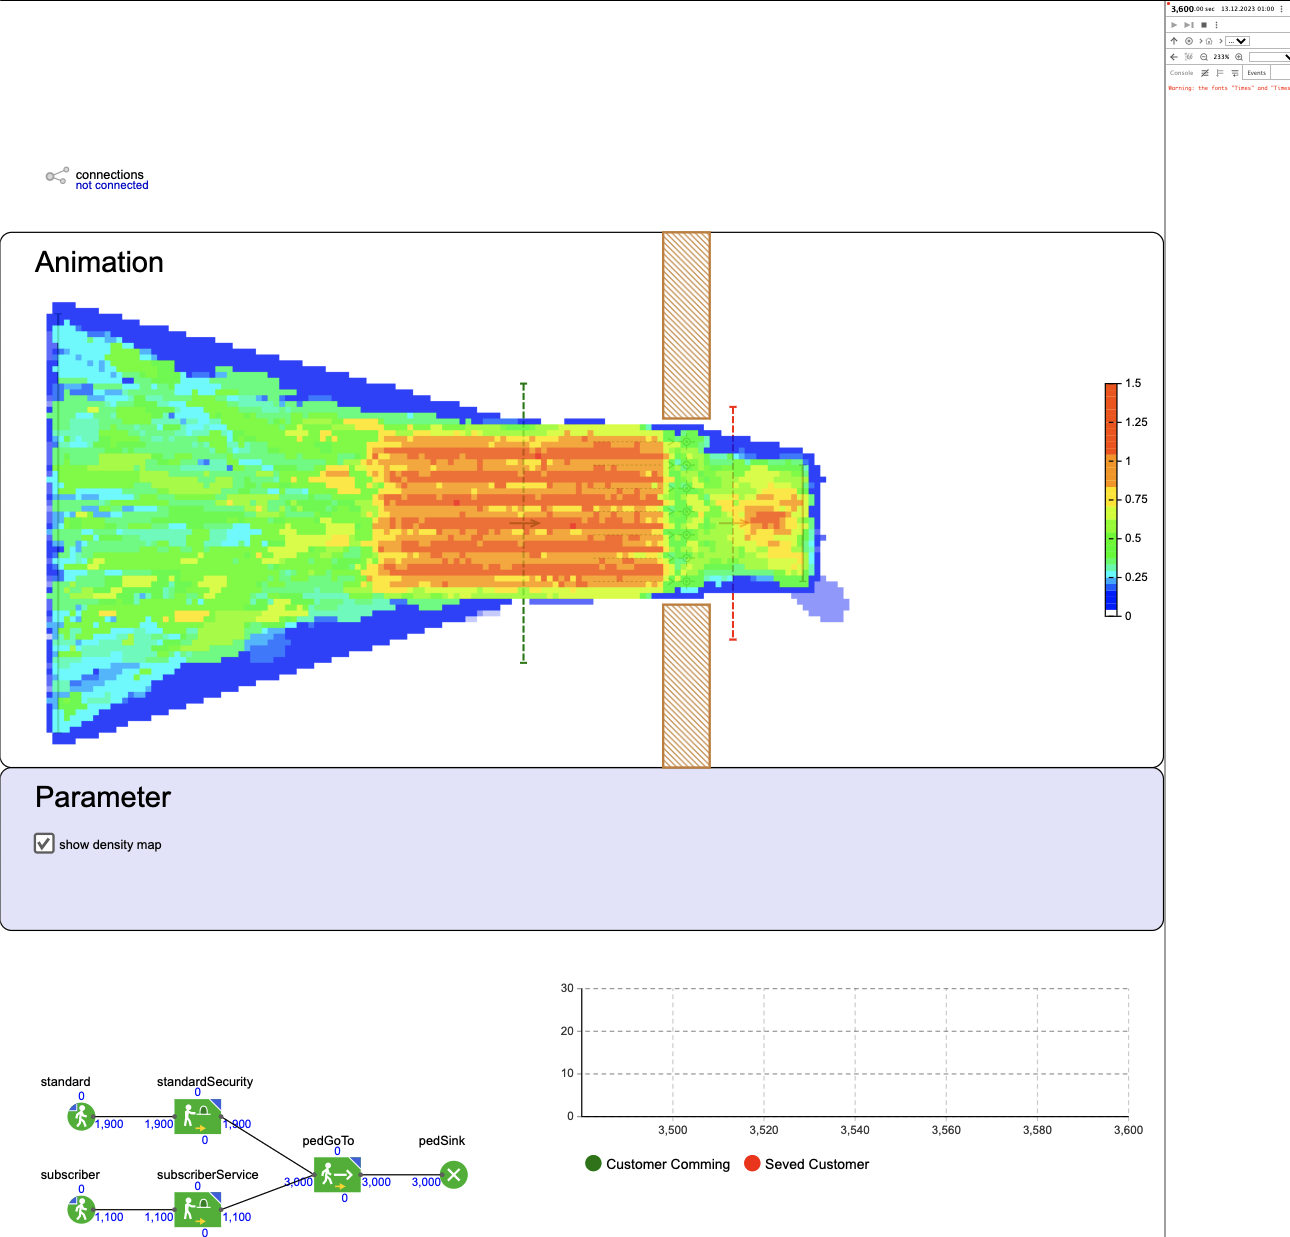 3,600.00 sec 13.12.2023 01:00
...
233%
Console Events
Warning: the fonts "Times" and "Times
connections
not connected
Animation
1.5
1.25
1
0.75
0.5
0.25
0
Parameter
show density map
30
20
10
0
3,500 3,520 3,540 3,560 3,580 3,600
Customer Comming Seved Customer
standard
0
1,900
standardSecurity
0
1,900 1,900
0
subscriber
0
1,100
subscriberService
0
1,100 1,100
0
pedGoTo
0
3,000 3,000
0
pedSink
3,000